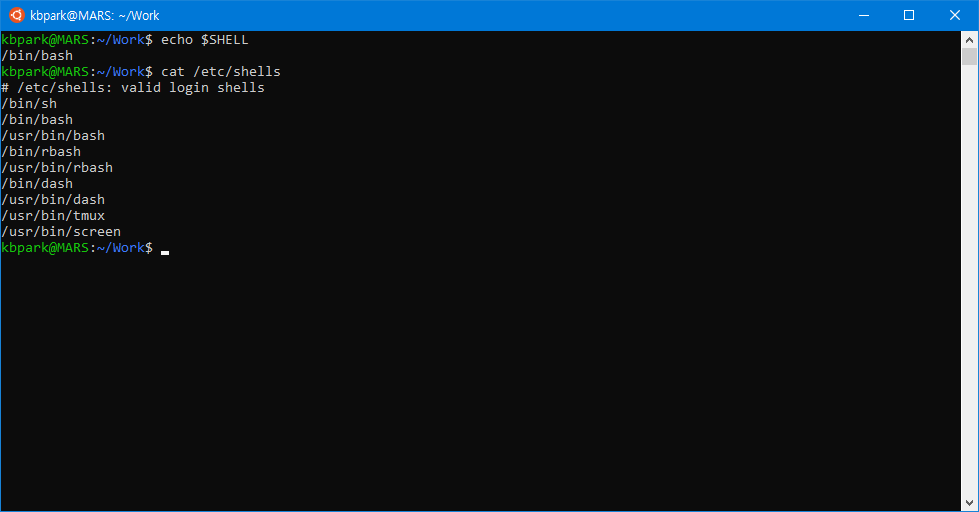 kbpark@MARS: ~/Work
kbpark@MARS:~/Work$ echo $SHELL
/bin/bash
kbpark@MARS:~/Work$ cat /etc/shells
# /etc/shells: valid login shells
/bin/sh
/bin/bash
/usr/bin/bash
/bin/rbash
/usr/bin/rbash
/bin/dash
/usr/bin/dash
/usr/bin/tmux
/usr/bin/screen
kbpark@MARS:~/Work$